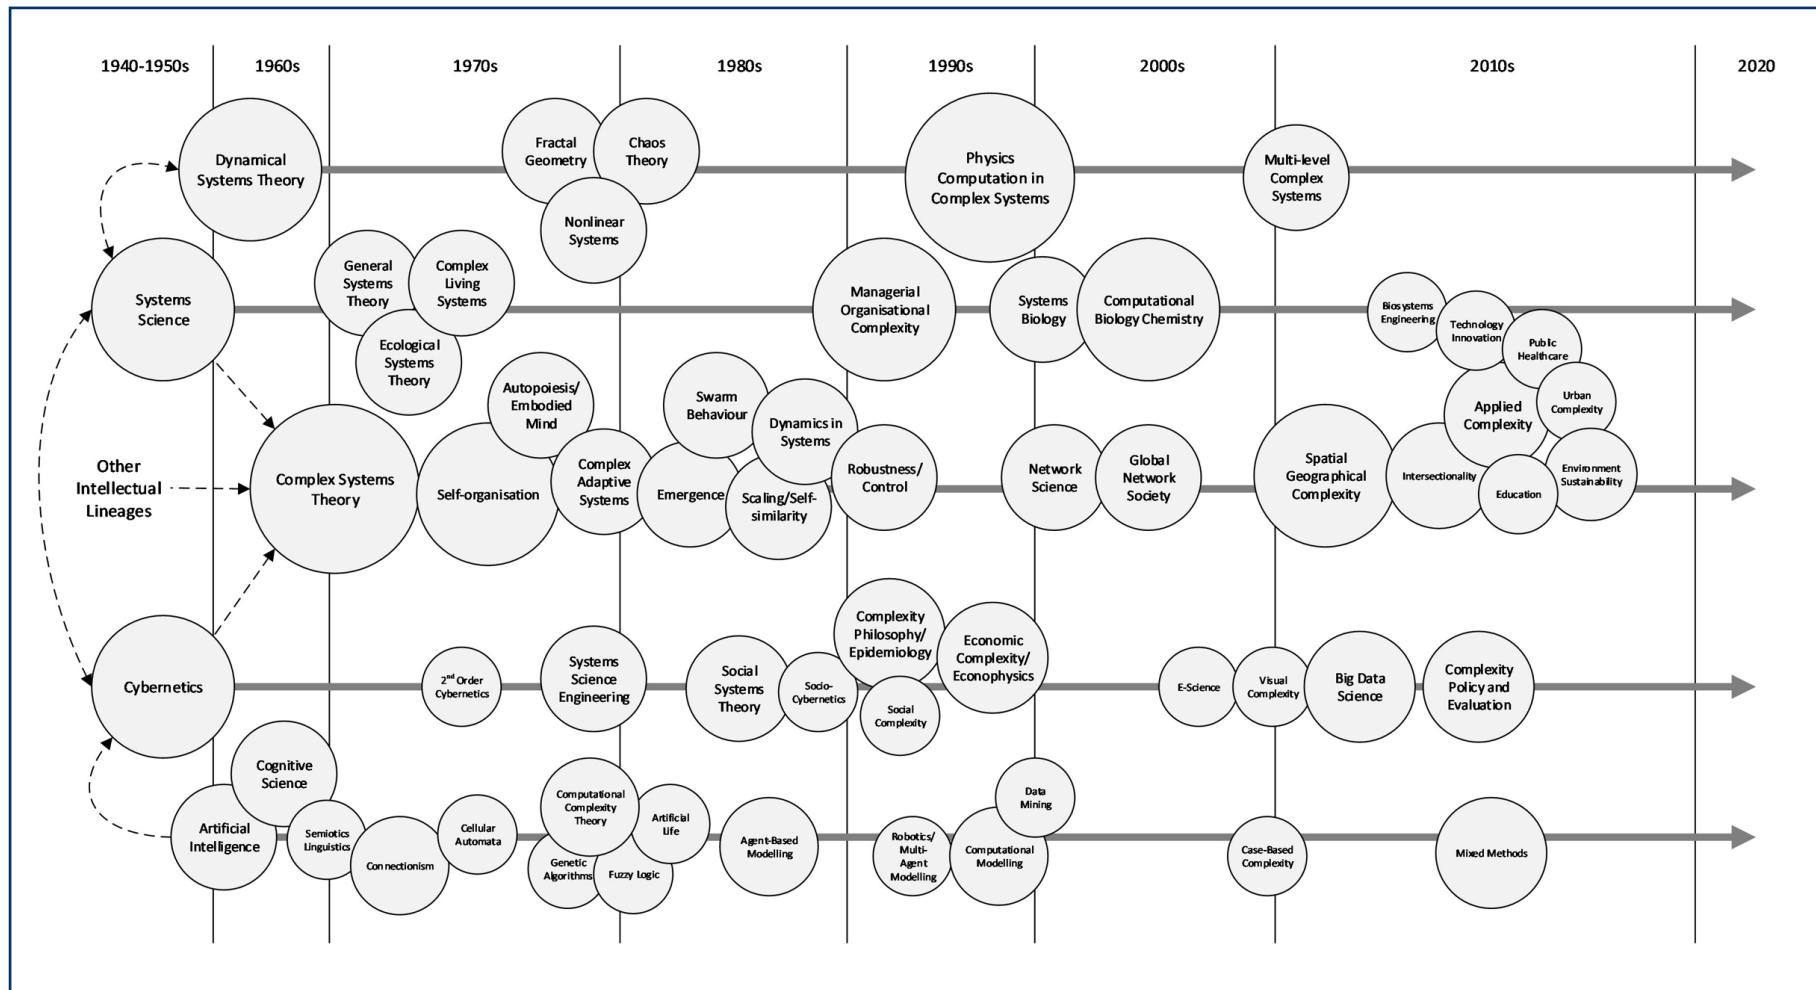 1940-1950s
1960s
1970s
1980s
1990s
2000s
2010s
2020
Dynamical
Systems Theory
Fractal
Geometry
Chaos
Theory
Nonlinear
Systems
Physics
Computation in
Complex Systems
Multi-level
Complex
Systems
Systems
Science
General
Systems
Theory
Complex
Living
Systems
Ecological
Systems
Theory
Managerial
Organisational
Complexity
Systems
Biology
Computational
Biology Chemistry
Biosystems
Engineering
Technology
Innovation
Public
Healthcare
Other
Intellectual
Lineages
Complex Systems
Theory
Self-organisation
Autopoiesis/
Embodied
Mind
Complex
Adaptive
Systems
Swarm
Behaviour
Dynamics in
Systems
Emergence
Scaling/Self-
similarity
Robustness/
Control
Network
Science
Global
Network
Society
Spatial
Geographical
Complexity
Intersectionality
Applied
Complexity
Urban
Complexity
Education
Environment
Sustainability
Cybernetics
2nd Order
Cybernetics
Systems
Science
Engineering
Social
Systems
Theory
Socio-
Cybernetics
Complexity
Philosophy/
Epidemiology
Social
Complexity
Economic
Complexity/
Econophysics
E-Science
Visual
Complexity
Big Data
Science
Complexity
Policy and
Evaluation
Artificial
Intelligence
Cognitive
Science
Semiotics
Linguistics
Connectionism
Cellular
Automata
Computational
Complexity
Theory
Genetic
Algorithms
Fuzzy Logic
Artificial
Life
Agent-Based
Modelling
Robotics/
Multi-
Agent
Modelling
Computational
Modelling
Data
Mining
Case-Based
Complexity
Mixed Methods